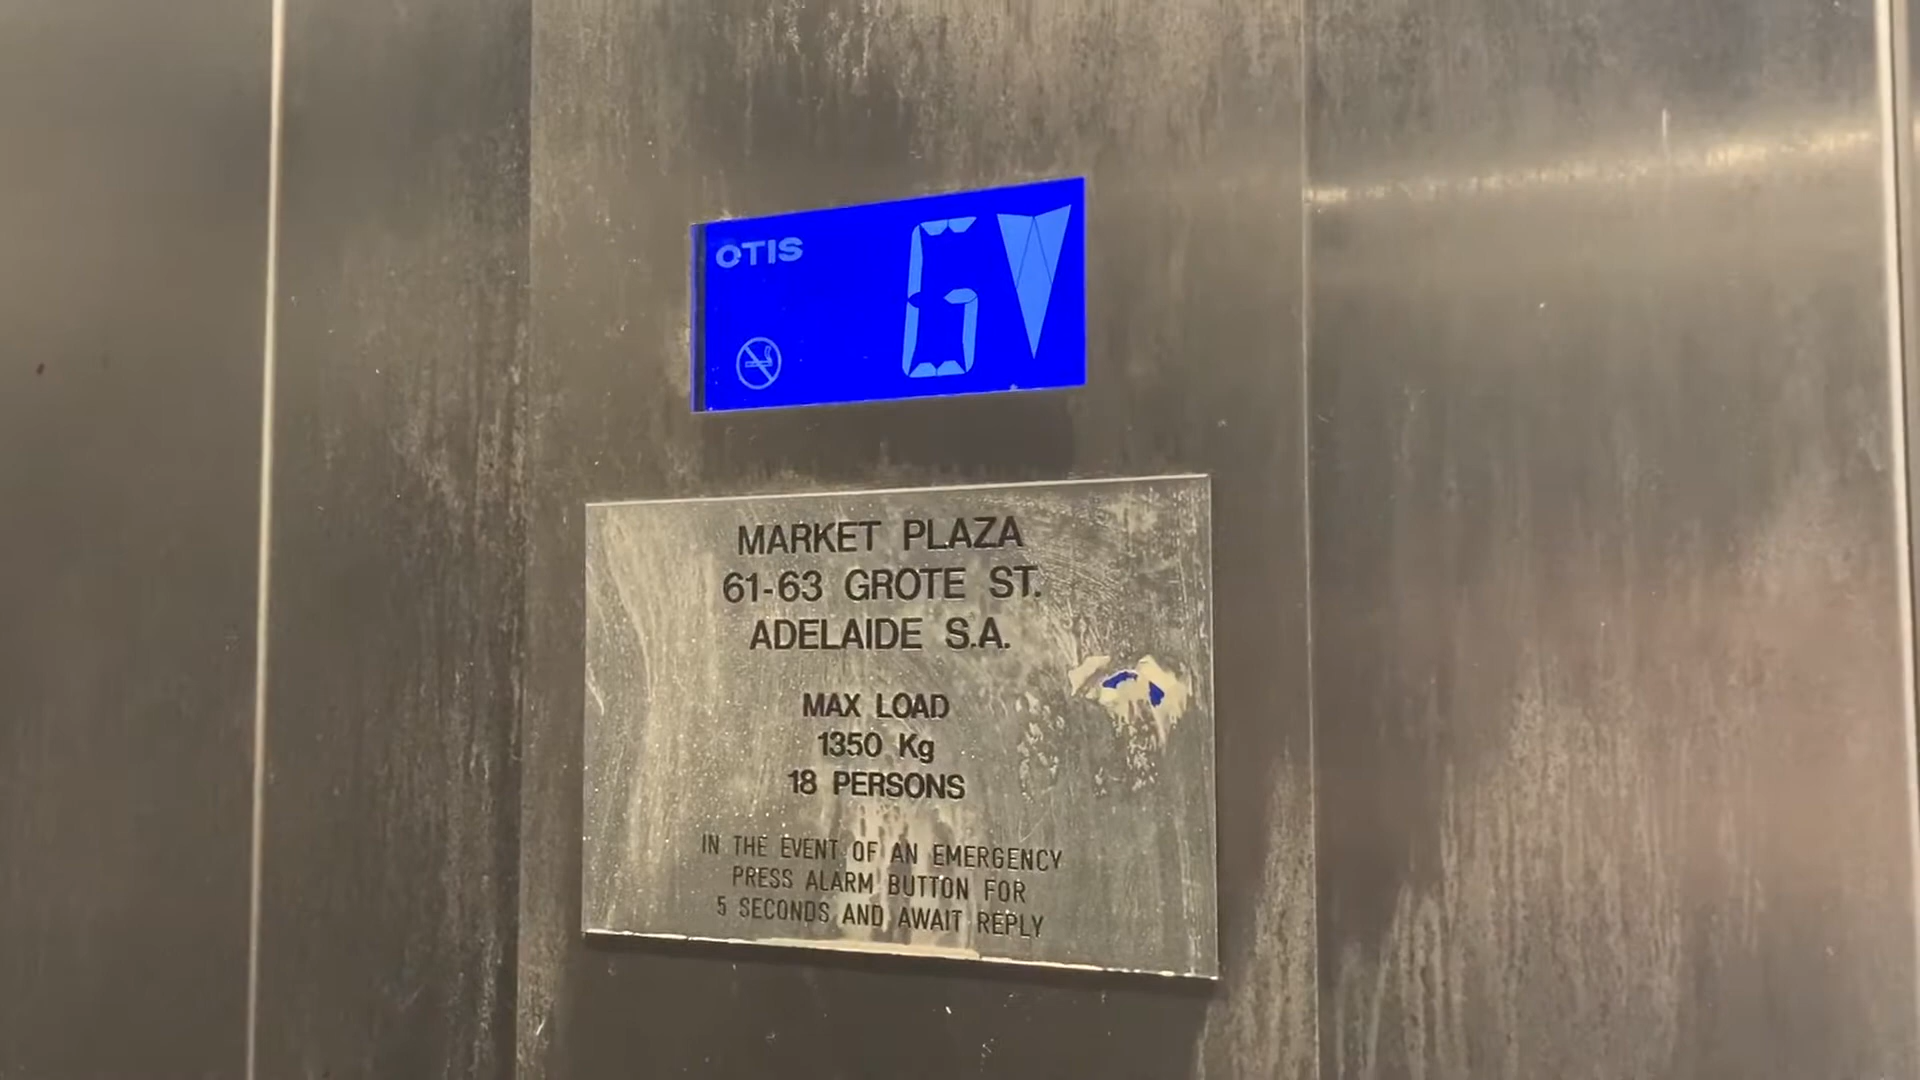 OTIS
G
MARKET PLAZA
61-63 GROTE ST.
ADELAIDE S.A.
MAX LOAD
1350 Kg
18 PERSONS
IN THE EVENT OF AN EMERGENCY
PRESS ALARM BUTTON FOR
5 SECONDS AND AWAIT REPLY